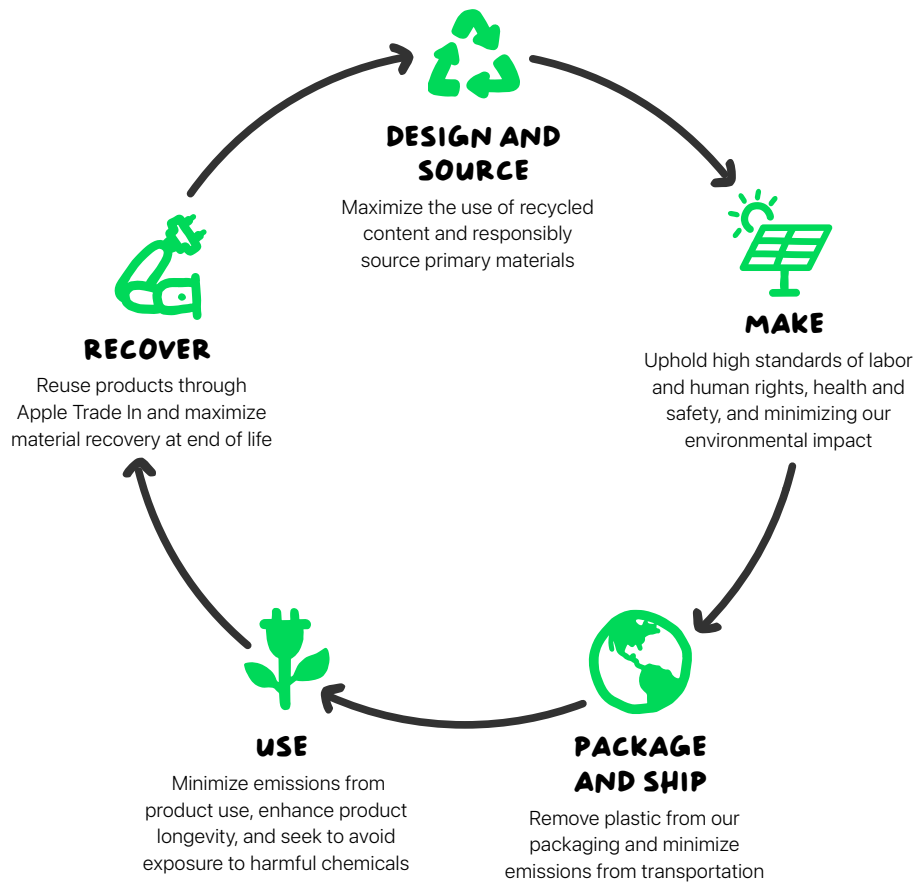 DESIGN AND
SOURCE
Maximize the use of recycled
content and responsibly
source primary materials
MAKE
Uphold high standards of labor
and human rights, health and
safety, and minimizing our
environmental impact
PACKAGE
AND SHIP
Remove plastic from our
packaging and minimize
emissions from transportation
USE
Minimize emissions from
product use, enhance product
longevity, and seek to avoid
exposure to harmful chemicals
RECOVER
Reuse products through
Apple Trade In and maximize
material recovery at end of life